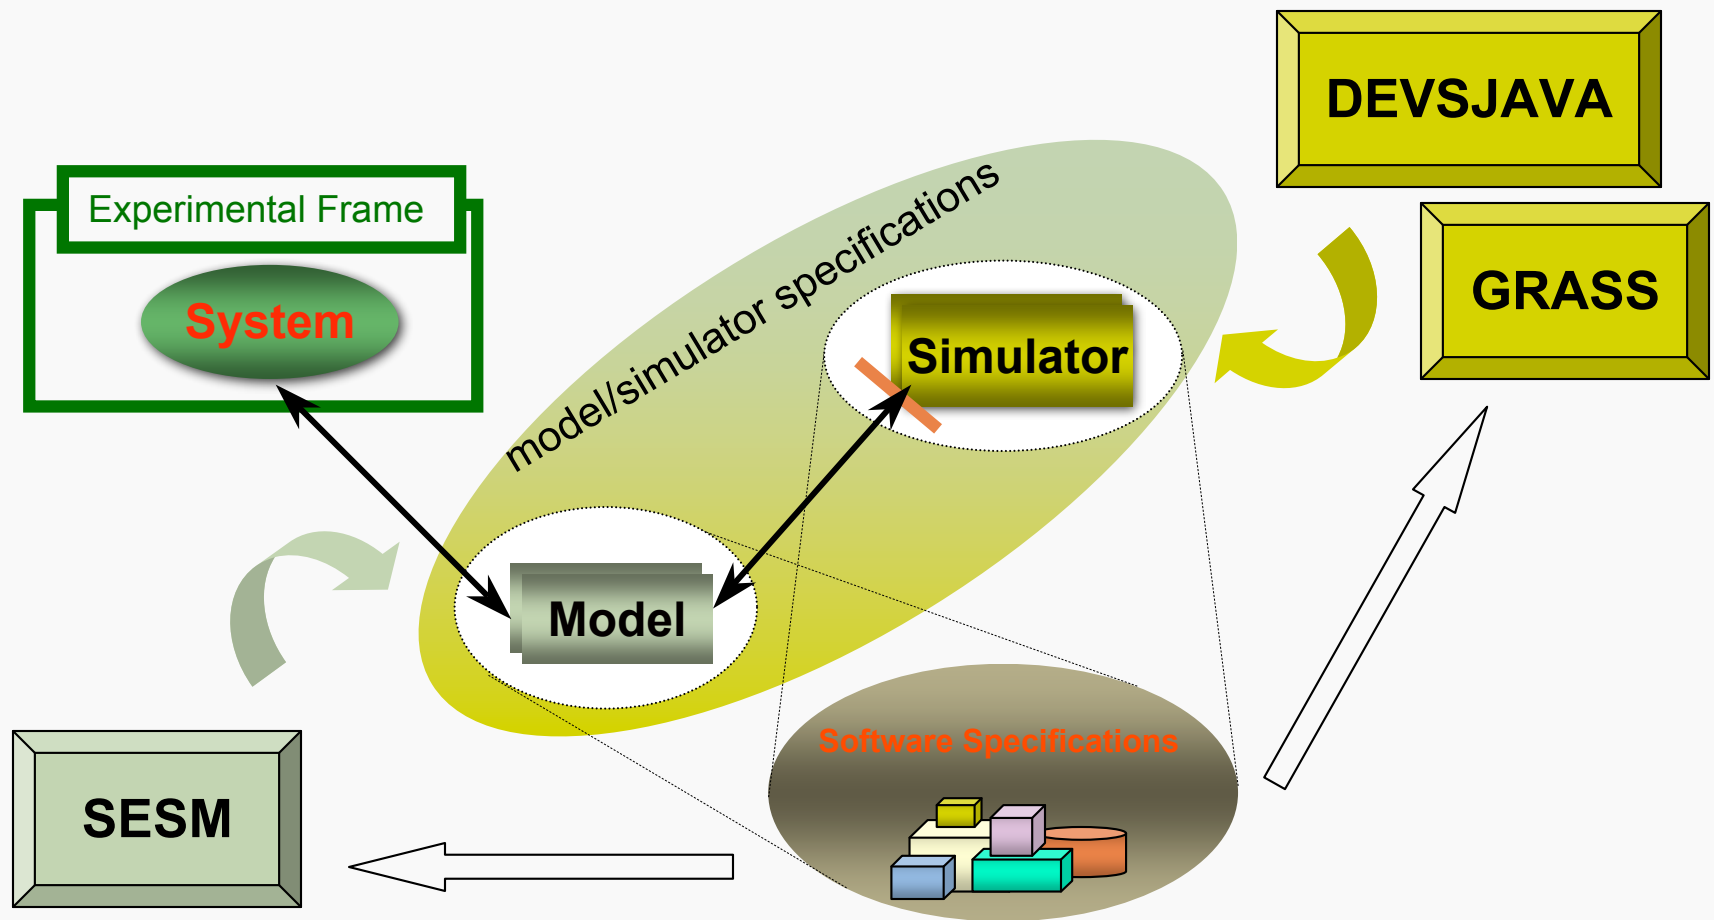 DEVSJAVA
Experimental Frame
GRASS
System
model/simulator specifications
Simulator
Model
Software Specifications
SESM